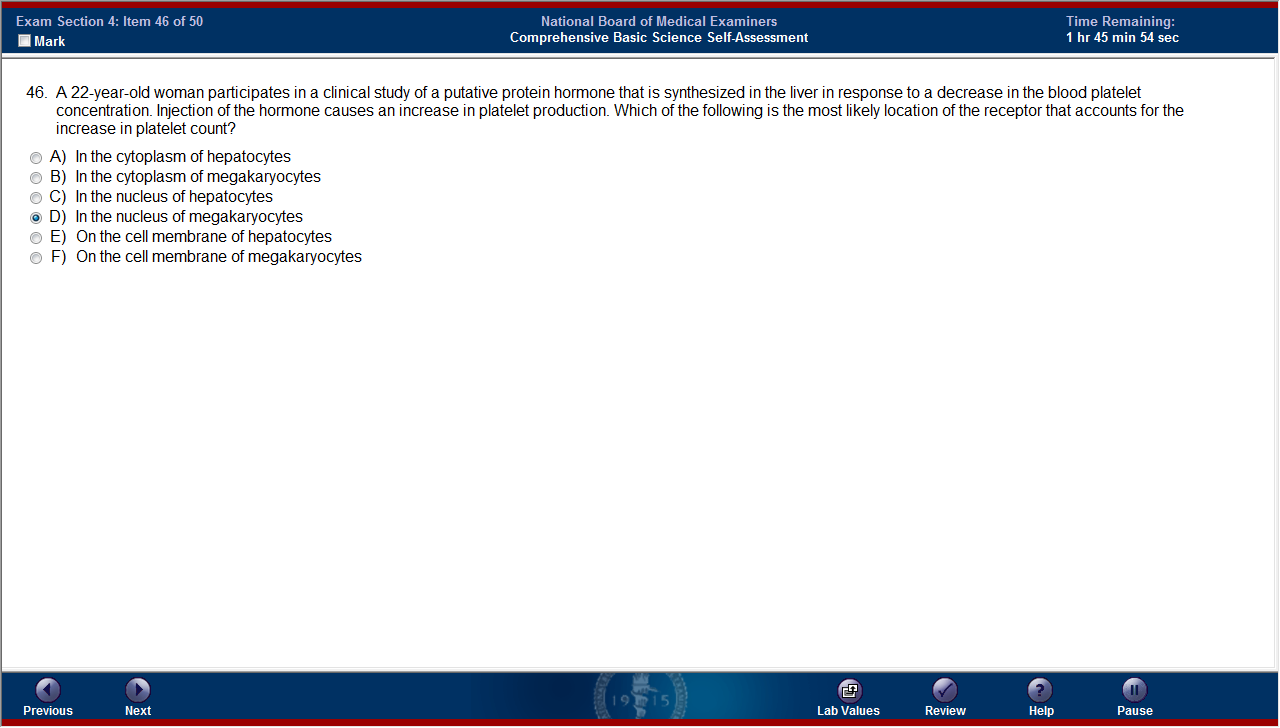 Exam Section 4: Item 46 of 50
National Board of Medical Examiners
Time Remaining:
Mark
Comprehensive Basic Science Self-Assessment
1 hr 45 min 54 sec
46. A 22-year-old woman participates in a clinical study of a putative protein hormone that is synthesized in the liver in response to a decrease in the blood platelet
concentration. Injection of the hormone causes an increase in platelet production. Which of the following is the most likely location of the receptor that accounts for the
increase in platelet count?
A) In the cytoplasm of hepatocytes
B) In the cytoplasm of megakaryocytes
C) In the nucleus of hepatocytes
D) In the nucleus of megakaryocytes
E) On the cell membrane of hepatocytes
F) On the cell membrane of megakaryocytes
1915
Previous
Next
Lab Values
Review
Help
Pause